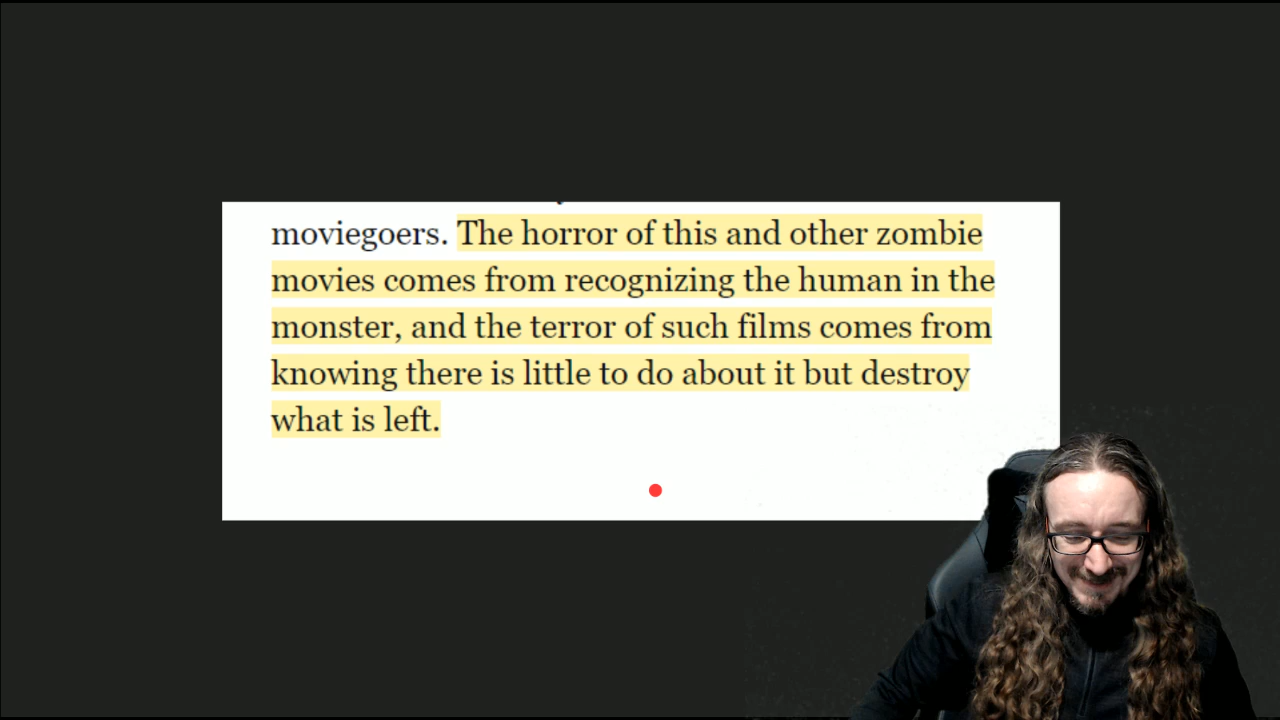 moviegoers. The horror of this and other zombie
movies comes from recognizing the human in the
monster, and the terror of such films comes from
knowing there is little to do about it but destroy
what is left.